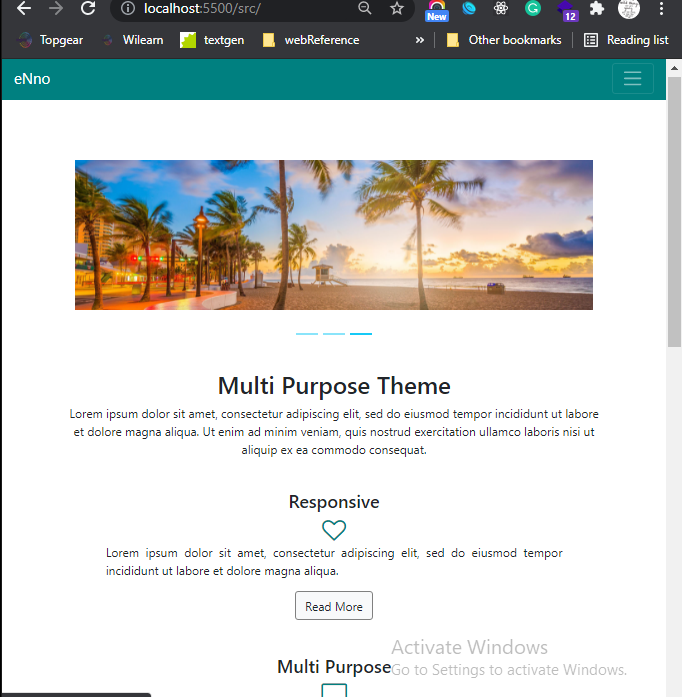 localhost:5500/src/
New
12
Topgear
Wilearn
textgen
webReference
»
Other bookmarks
Reading list
eNno
Multi Purpose Theme
Lorem ipsum dolor sit amet, consectetur adipiscing elit, sed do eiusmod tempor incididunt ut labore
et dolore magna aliqua. Ut enim ad minim veniam, quis nostrud exercitation ullamco laboris nisi ut
aliquip ex ea commodo consequat.
Responsive
Lorem ipsum dolor sit amet, consectetur adipiscing elit, sed do eiusmod tempor
incididunt ut labore et dolore magna aliqua.
Read More
Multi Purpose
Activate Windows
Go to Settings to activate Windows.